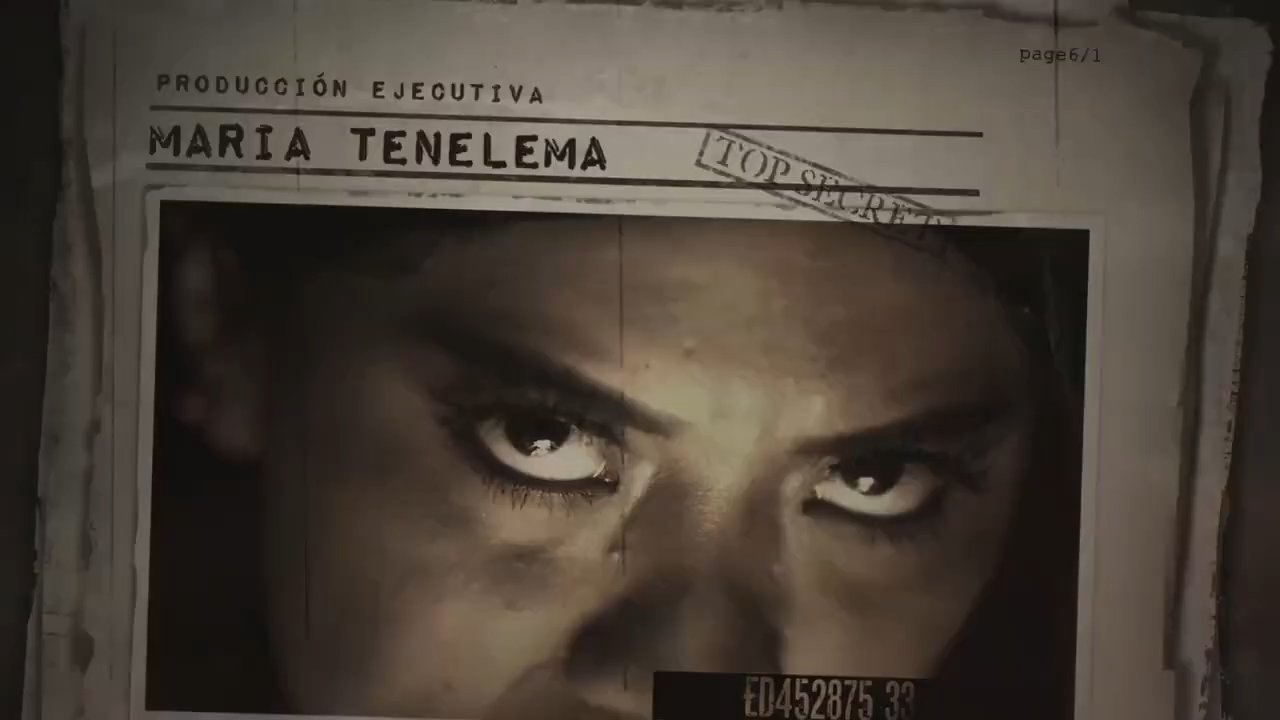 page6/1
PRODUCCIÓN EJECUTIVA
MARIA TENELEMA
TOP SECRET
ED452875 33